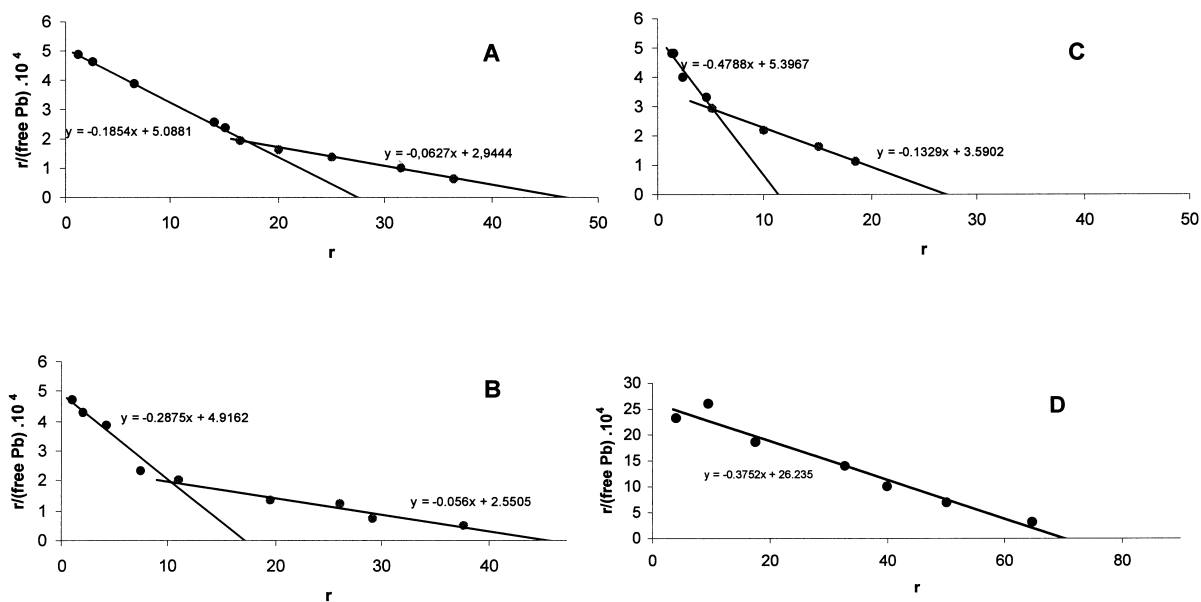 A
r/(free Pb) .10 4
6
5
4
3
2
1
0
y = -0.1854x + 5.0881
y = -0,0627x + 2,9444
0 10 20 30 40 50
r
C
6
5
4
3
2
1
0
y = -0.4788x + 5.3967
y = -0.1329x + 3.5902
0 10 20 30 40 50
r
B
r/(free Pb) .10 4
6
5
4
3
2
1
0
y = -0.2875x + 4.9162
y = -0.056x + 2.5505
0 10 20 30 40
r
D
r/(free Pb) .10⁴
30
25
20
15
10
5
0
y = -0.3752x + 26.235
0 20 40 60 80
r